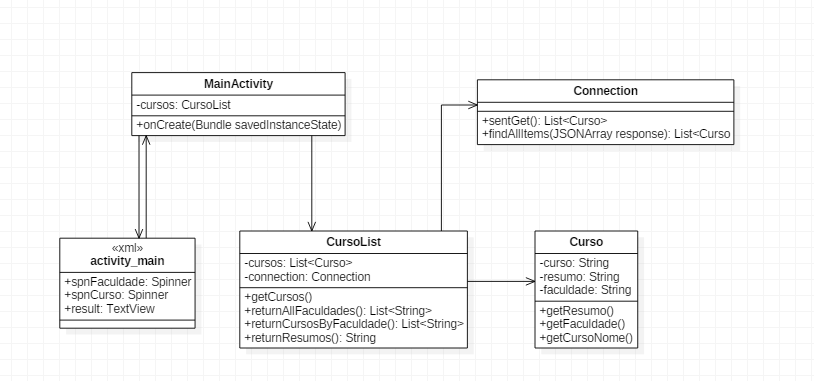 MainActivity
-cursos: CursoList
+onCreate(Bundle savedInstanceState)
Connection
+sentGet(): List<Curso>
+findAllItems(JSONArray response): List<Curso
«xml»
activity_main
+spnFaculdade: Spinner
+spnCurso: Spinner
+result: TextView
CursoList
-cursos: List<Curso>
-connection: Connection
+getCursos()
+returnAllFaculdades(): List<String>
+returnCursosByFaculdade(): List<String>
+returnResumos(): String
Curso
-curso: String
-resumo: String
-faculdade: String
+getResumo()
+getFaculdade()
+getCursoNome()